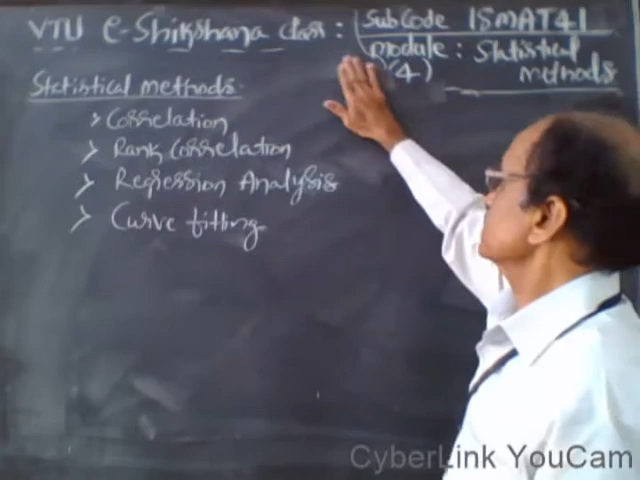 VTU e-Shikshana class :
Sub Code 18MAT41
Module : Statistical
(4) methods
Statistical methods.
> Correlation
> Rank Correlation
> Regression Analysis
> Curve fitting
CyberLink YouCam